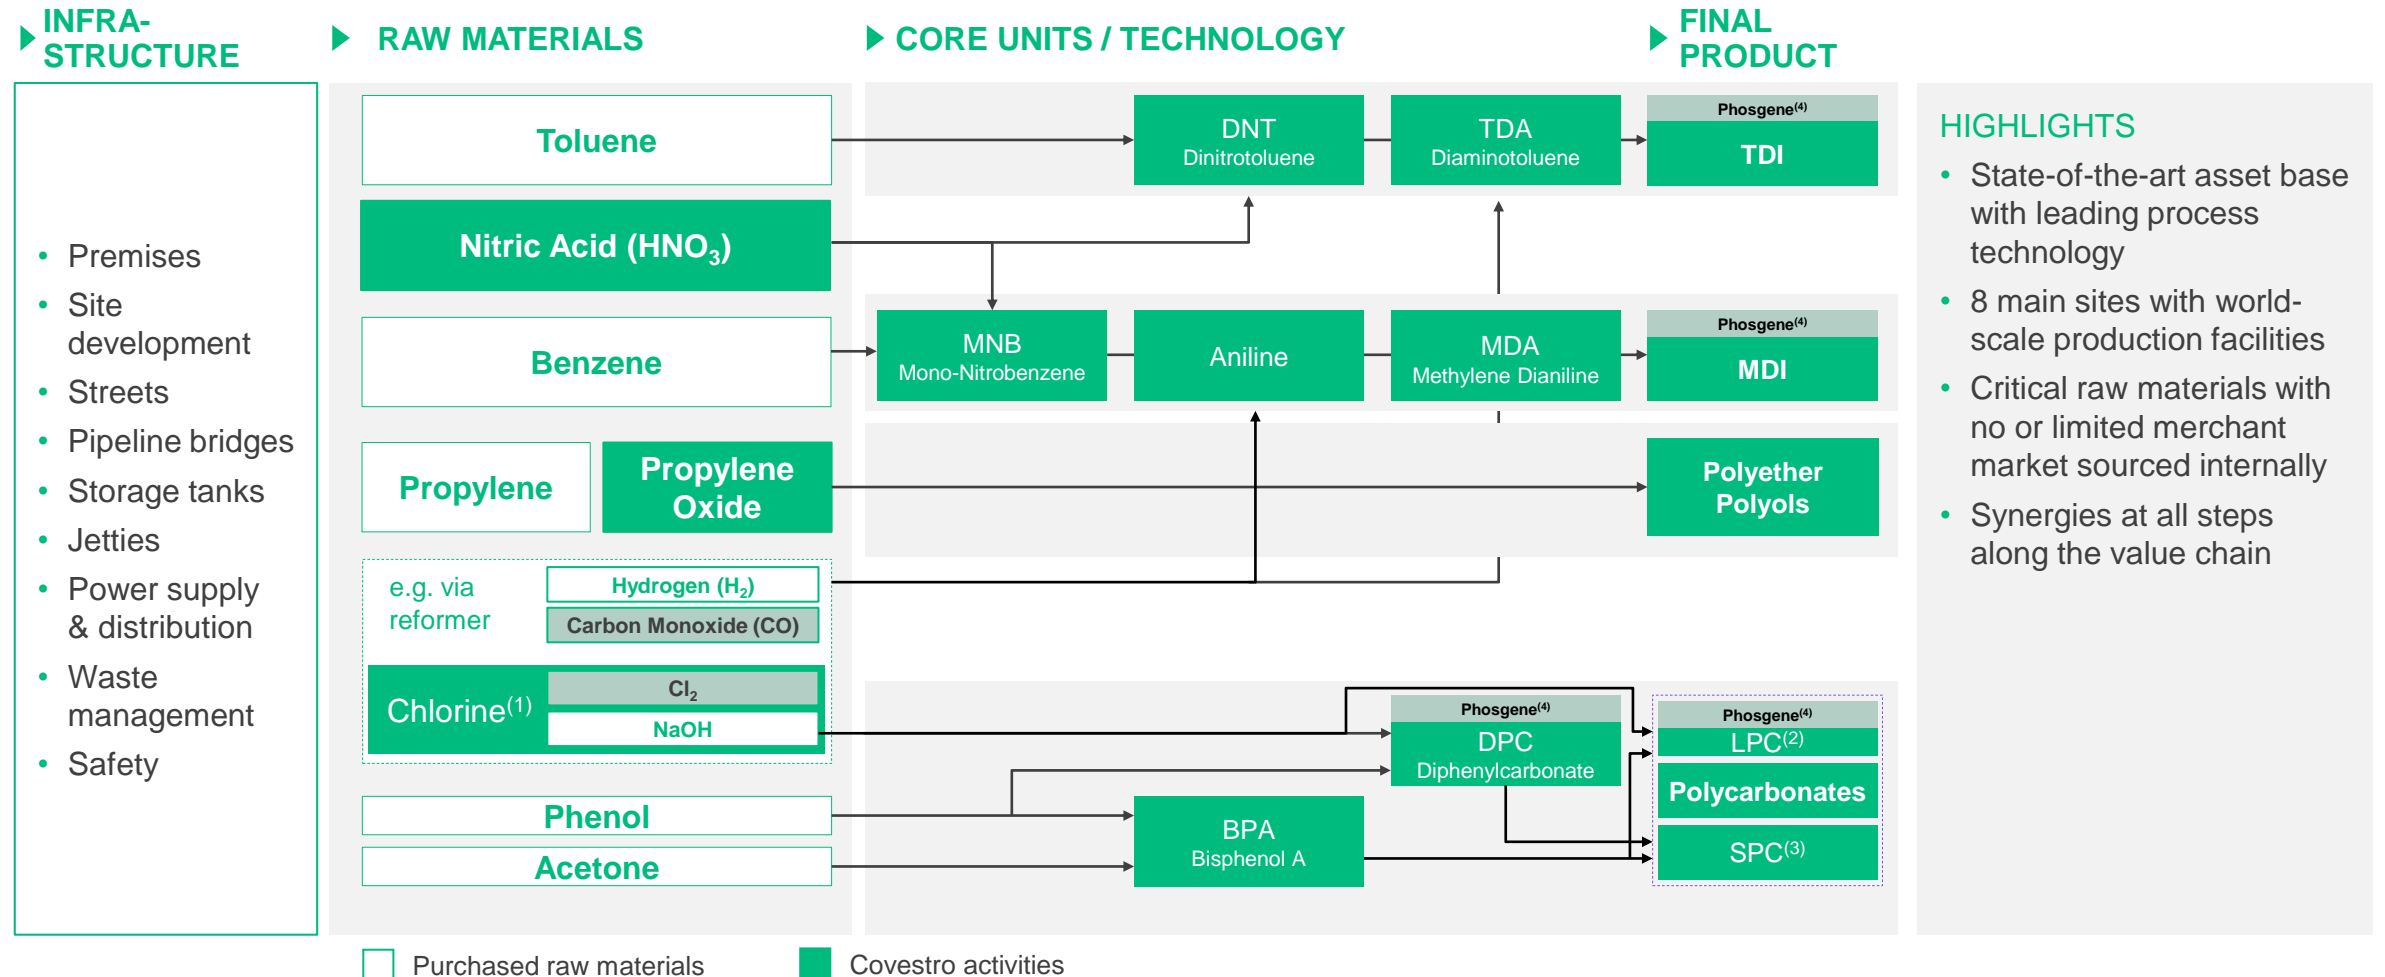 INFRA-
STRUCTURE
RAW MATERIALS
CORE UNITS / TECHNOLOGY
FINAL
PRODUCT
• Premises
• Site
development
• Streets
• Pipeline bridges
• Storage tanks
• Jetties
• Power supply
& distribution
• Waste
management
• Safety
Toluene
Nitric Acid (HNO₃)
Benzene
Propylene
Propylene
Oxide
e.g. via
reformer
Hydrogen (H₂)
Carbon Monoxide (CO)
Chlorine⁽¹⁾
Cl₂
NaOH
Phenol
Acetone
DNT
Dinitrotoluene
TDA
Diaminotoluene
Phosgene⁽⁴⁾
TDI
MNB
Mono-Nitrobenzene
Aniline
MDA
Methylene Dianiline
Phosgene⁽⁴⁾
MDI
Polyether
Polyols
Phosgene⁽⁴⁾
DPC
Diphenylcarbonate
BPA
Bisphenol A
Phosgene⁽⁴⁾
LPC⁽²⁾
Polycarbonates
SPC⁽³⁾
HIGHLIGHTS
• State-of-the-art asset base
with leading process
technology
• 8 main sites with world-
scale production facilities
• Critical raw materials with
no or limited merchant
market sourced internally
• Synergies at all steps
along the value chain
Purchased raw materials
Covestro activities